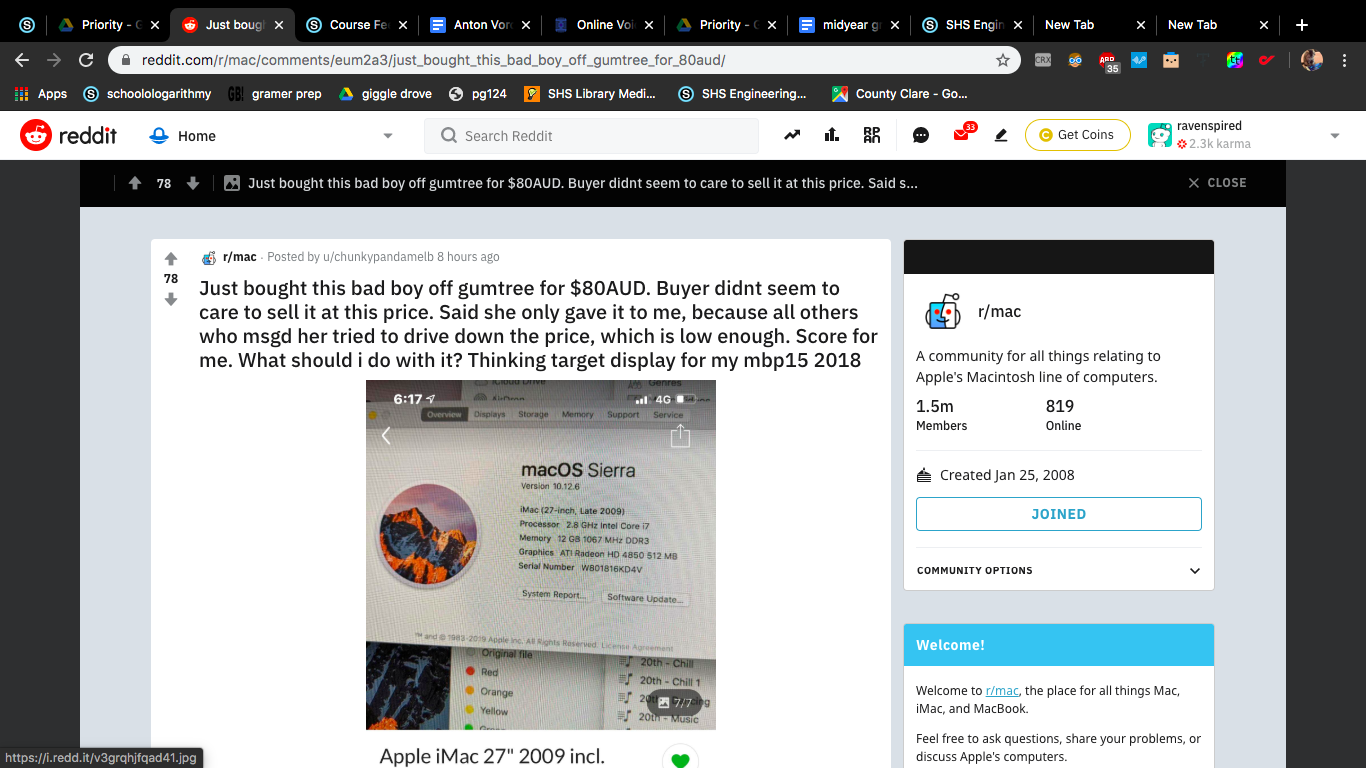 Priority - G
Just bough
Course Fe
Anton Vor
Online Voi
Priority - G
midyear g
SHS Engin
New Tab
New Tab
reddit.com/r/mac/comments/eum2a3/just_bought_this_bad_boy_off_gumtree_for_80aud/
CRX
ABP
35
Apps
schoolologarithmy
GB!
gramer prep
giggle drove
pg124
SHS Library Medi...
SHS Engineering...
County Clare - Go...
reddit
Home
Search Reddit
33
Get Coins
ravenspired
2.3k karma
78
Just bought this bad boy off gumtree for $80AUD. Buyer didnt seem to care to sell it at this price. Said s...
CLOSE
78
r/mac · Posted by u/chunkypandamelb 8 hours ago
Just bought this bad boy off gumtree for $80AUD. Buyer didnt seem to
care to sell it at this price. Said she only gave it to me, because all others
who msgd her tried to drive down the price, which is low enough. Score for
me. What should i do with it? Thinking target display for my mbp15 2018
iCloud Drive
AirDrop
Genres
6:17
4G
Overview
Displays
Storage
Memory
Support
Service
macOS Sierra
Version 10.12.6
iMac (27-inch, Late 2009)
Processor 2.8 GHz Intel Core i7
Memory 12 GB 1067 MHz DDR3
Graphics ATI Radeon HD 4850 512 MB
Serial Number W801816KD4V
System Report...
Software Update...
™ and © 1983-2019 Apple Inc. All Rights Reserved. License Agreement
Original file
Red
Orange
Yellow
20th - Chill
20th - Chill 1
20th - Music
7/7
Apple iMac 27" 2009 incl.
r/mac
A community for all things relating to
Apple's Macintosh line of computers.
1.5m
Members
819
Online
Created Jan 25, 2008
JOINED
COMMUNITY OPTIONS
Welcome!
Welcome to r/mac, the place for all things Mac,
iMac, and MacBook.
Feel free to ask questions, share your problems, or
discuss Apple's computers.
https://i.redd.it/v3grqhjfqad41.jpg